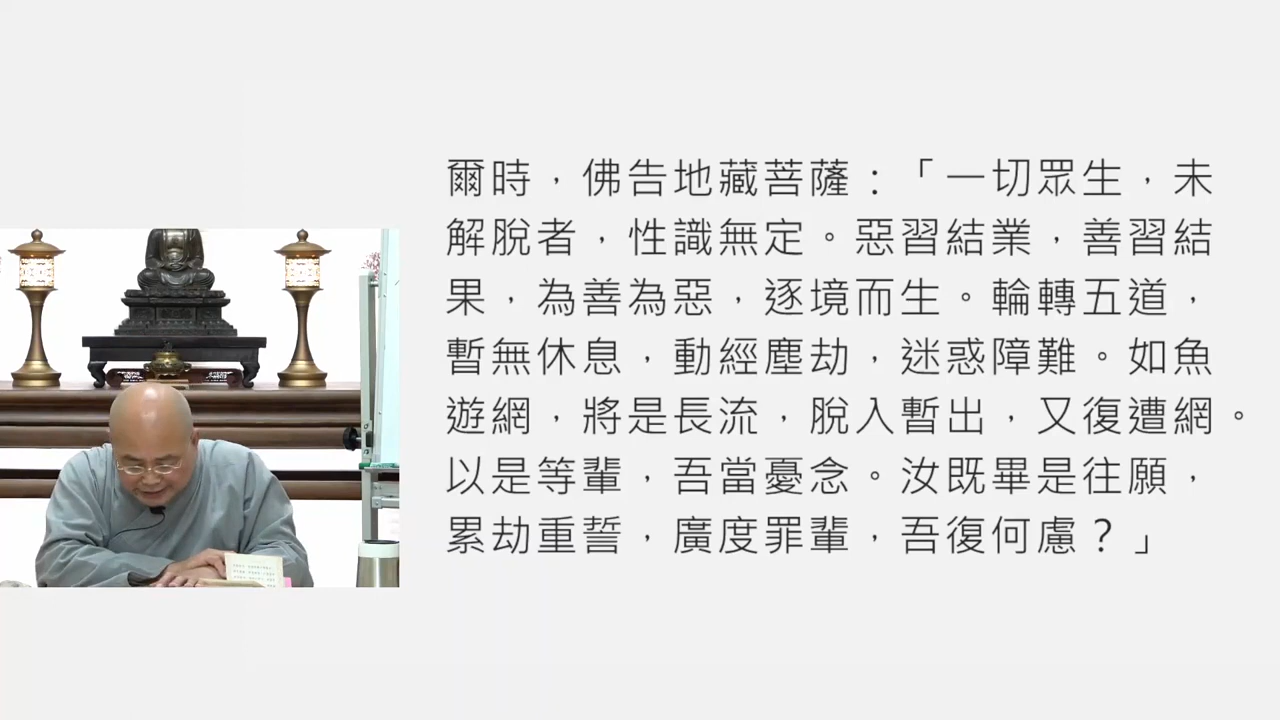 爾時，佛告地藏菩薩：「一切眾生，未
解脫者，性識無定。惡習結業，善習結
果，為善為惡，逐境而生。輪轉五道，
暫無休息，動經塵劫，迷惑障難。如魚
遊網，將是長流，脫入暫出，又復遭網。
以是等輩，吾當憂念。汝既畢是往願，
累劫重誓，廣度罪輩，吾復何慮？」